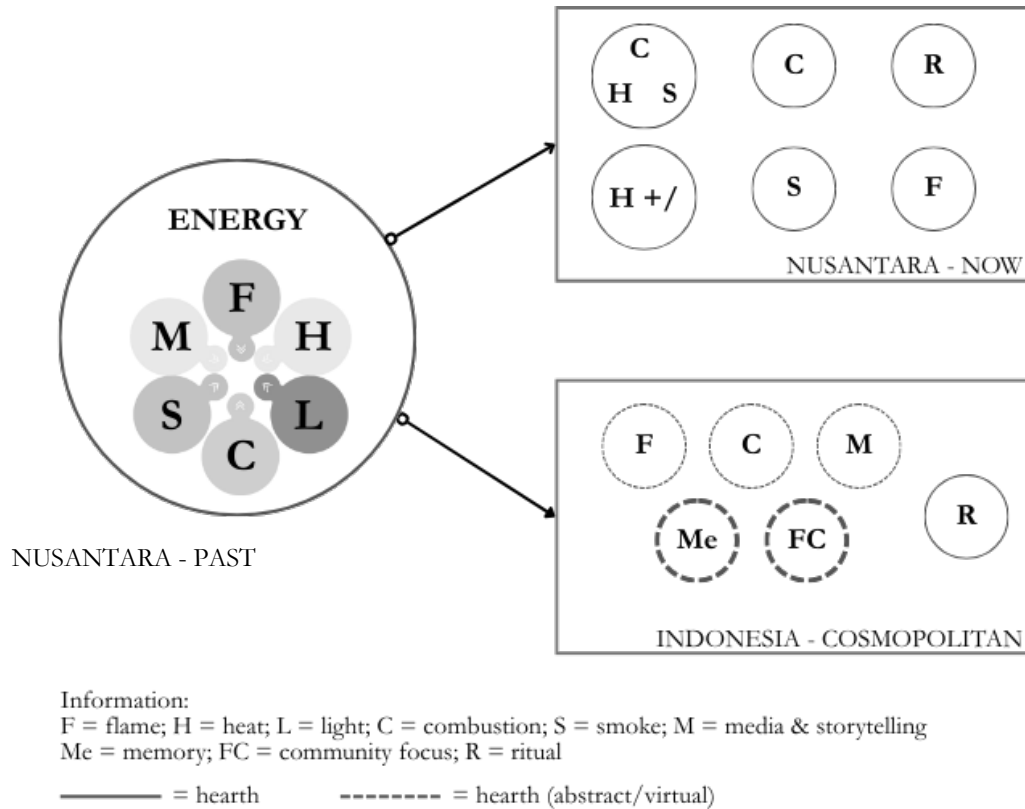 ENERGY
F
M
H
S
L
C
NUSANTARA - PAST
C
H S
C
R
H +/
S
F
NUSANTARA - NOW
F
C
M
Me
FC
R
INDONESIA - COSMOPOLITAN
Information:
F = flame; H = heat; L = light; C = combustion; S = smoke; M = media & storytelling
Me = memory; FC = community focus; R = ritual
= hearth
= hearth (abstract/virtual)